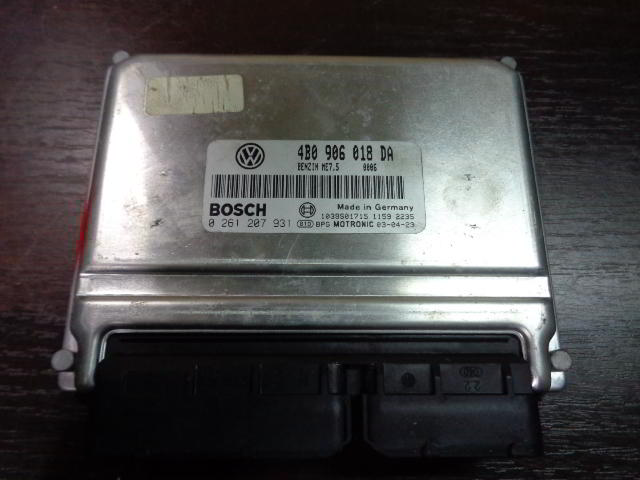 4B0 906 018 DA
BENZIN ME7.5 0006
BOSCH Made in Germany
1039S01715 1159 2235
0 261 207 931 BPS MOTRONIC 03-04-23
22